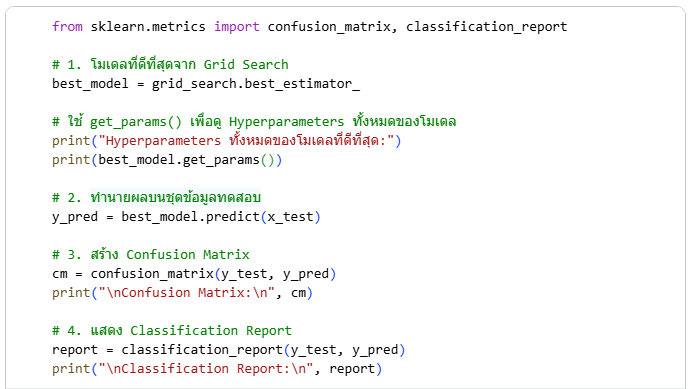 from sklearn.metrics import confusion_matrix, classification_report
# 1. โมเดลที่ดีที่สุดจาก Grid Search
best_model = grid_search.best_estimator_
# ใช้ get_params() เพื่อดู Hyperparameters ทั้งหมดของโมเดล
print("Hyperparameters ทั้งหมดของโมเดลที่ดีที่สุด:")
print(best_model.get_params())
# 2. ทำนายผลบนชุดข้อมูลทดสอบ
y_pred = best_model.predict(x_test)
# 3. สร้าง Confusion Matrix
cm = confusion_matrix(y_test, y_pred)
print("\nConfusion Matrix:\n", cm)
# 4. แสดง Classification Report
report = classification_report(y_test, y_pred)
print("\nClassification Report:\n", report)